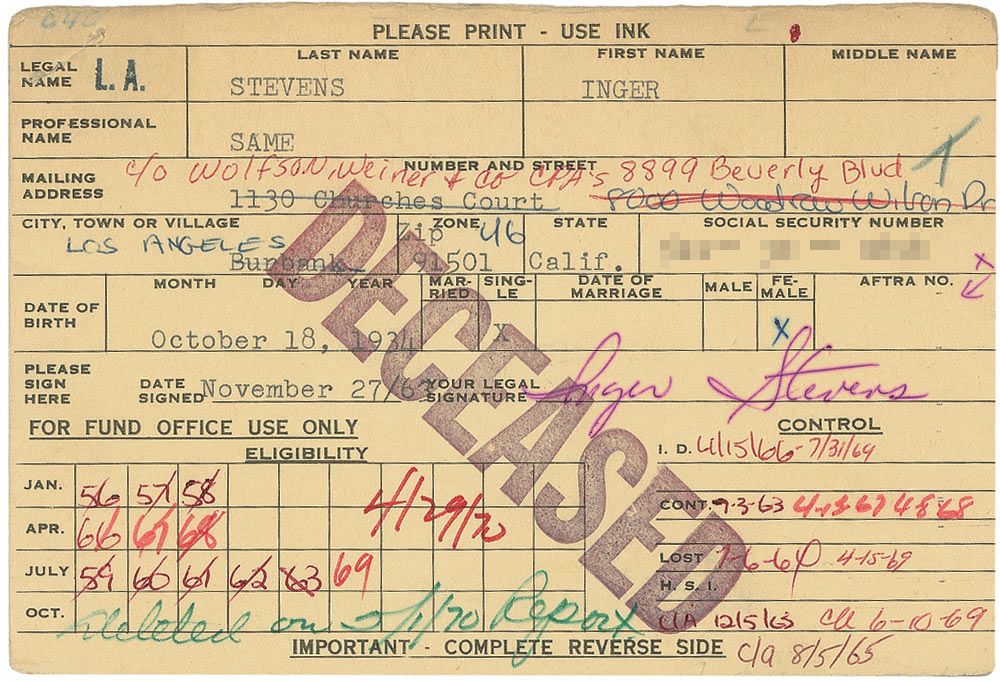 PLEASE PRINT - USE INK
LAST NAME FIRST NAME MIDDLE NAME
LEGAL NAME L.A. STEVENS INGER
PROFESSIONAL NAME SAME
NUMBER AND STREET
c/o Wolfson, Weiner & Co CPA's 8899 Beverly Blvd
MAILING ADDRESS 1130 Churches Court 8000 Woodrow Wilson Dr
CITY, TOWN OR VILLAGE ZONE STATE SOCIAL SECURITY NUMBER
LOS ANGELES Zip 46
Burbank 91501 Calif.
MONTH DAY YEAR MARRIED SINGLE DATE OF MARRIAGE MALE FEMALE AFTRA NO.
DATE OF BIRTH October 18, 1934 X X
PLEASE SIGN HERE DATE SIGNED November 27/63 YOUR LEGAL SIGNATURE Inger Stevens
FOR FUND OFFICE USE ONLY CONTROL
ELIGIBILITY I. D. 4/15/66 - 7/31/69
JAN. 56 57 58 4/29/70
CONT. 9-3-63 4-13-67 4-8-68
APR. 66 67 68
LOST 7-6-64 4-15-69
JULY 59 60 61 62 63 69
H. S. I.
OCT. Deleted on 5/1/70 Report C/A 12/5/63 C/A 6-10-69
IMPORTANT - COMPLETE REVERSE SIDE c/a 8/5/65
DECEASED